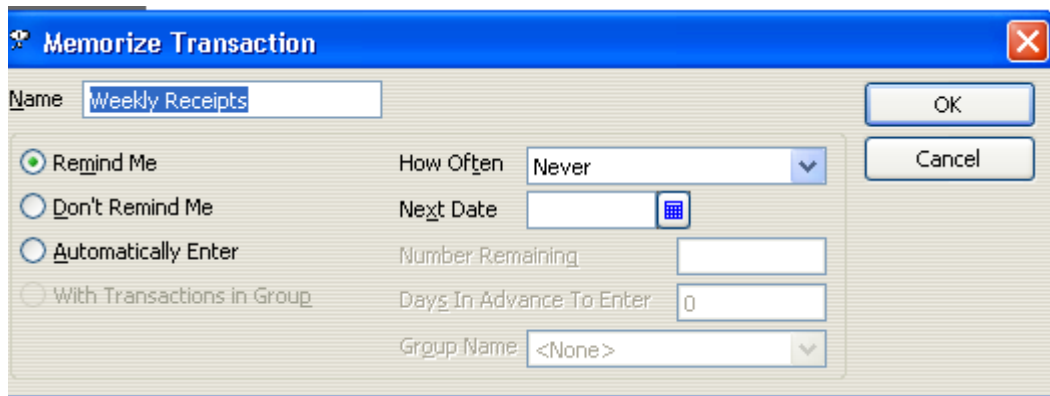 Memorize Transaction
Name Weekly Receipts
OK
Cancel
Remind Me
Don't Remind Me
Automatically Enter
With Transactions in Group
How Often Never
Next Date
Number Remaining
Days In Advance To Enter 0
Group Name <None>